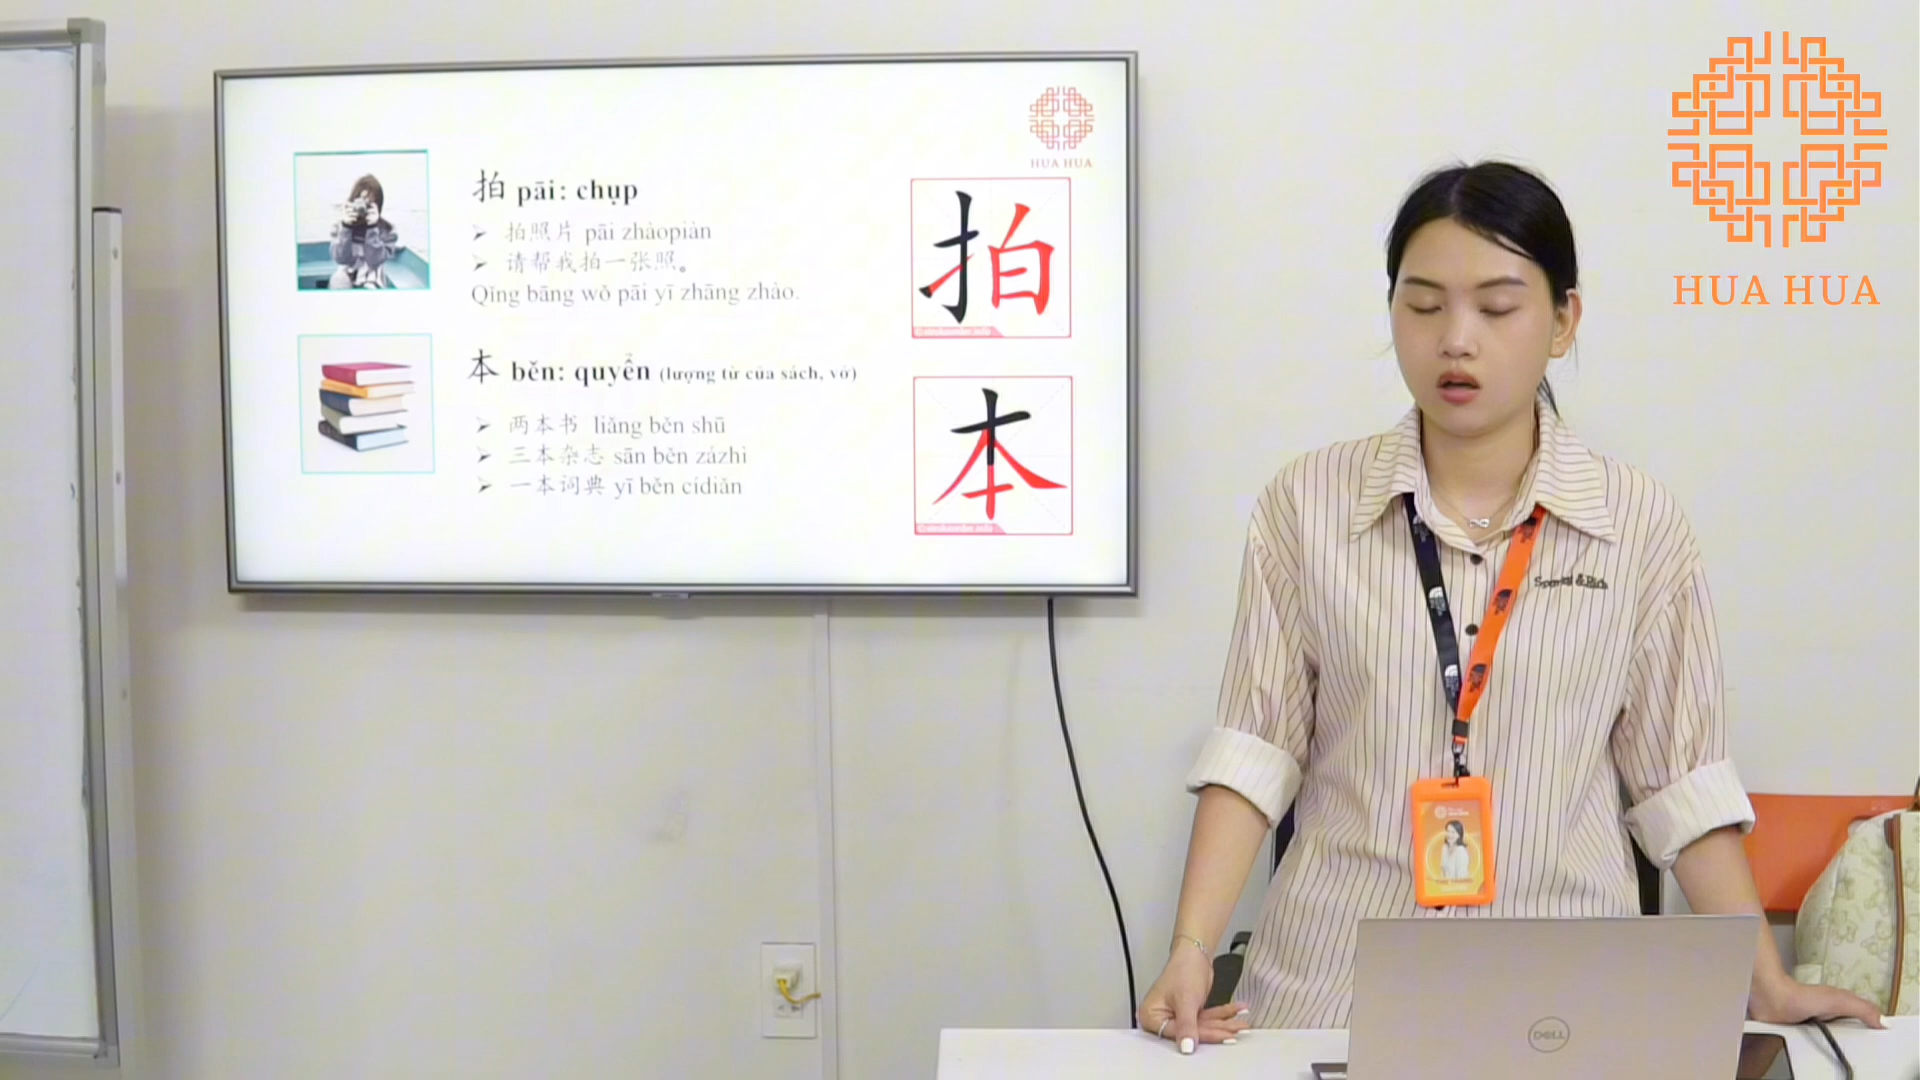 HUA HUA
拍 pāi: chụp
➢ 拍照片 pāi zhàopiàn
➢ 请帮我拍一张照。
Qǐng bāng wǒ pāi yī zhāng zhào.
本 běn: quyển (lượng từ của sách, vở)
➢ 两本书 liǎng běn shū
➢ 三本杂志 sān běn zázhì
➢ 一本词典 yī běn cídiǎn
拍
本
HUA HUA
DELL